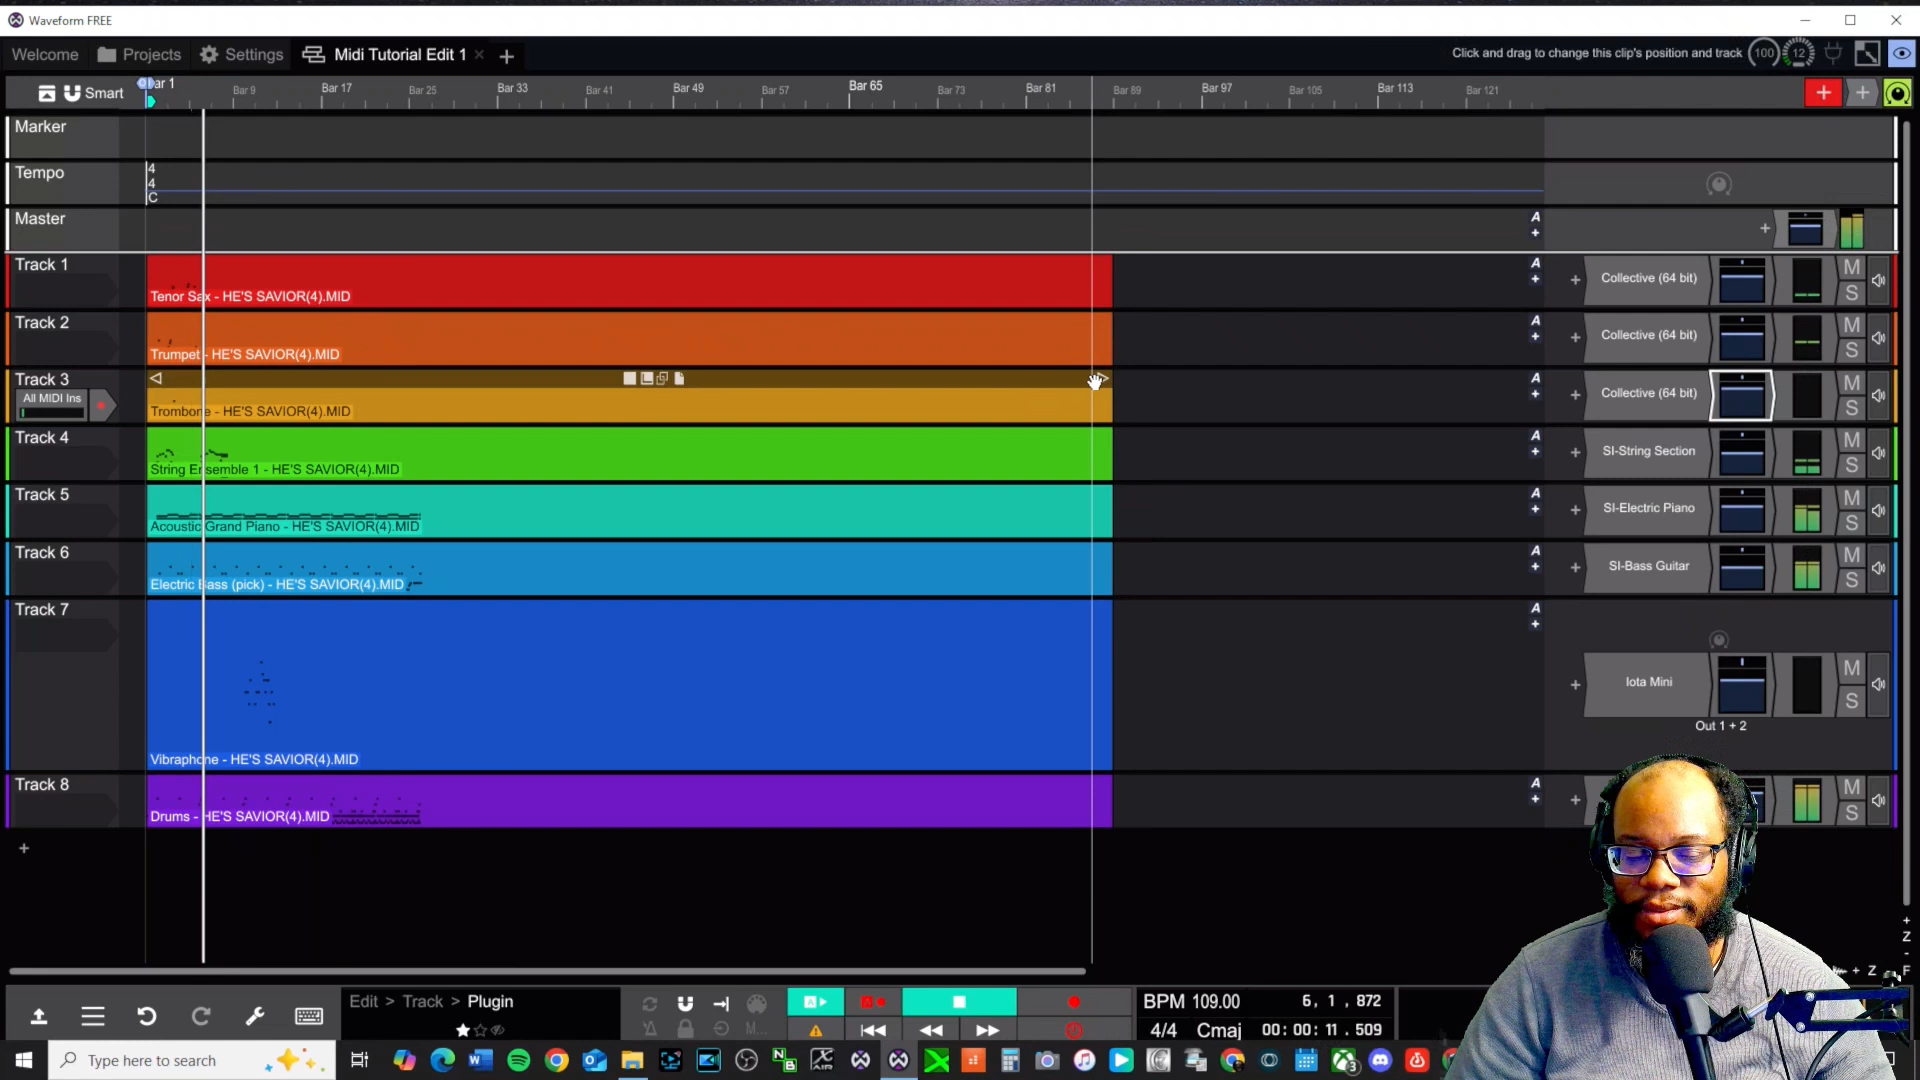 Waveform FREE
Welcome
Projects
Settings
Midi Tutorial Edit 1
Click and drag to change this clip's position and track
100
12
Smart
Bar 1
Bar 9
Bar 17
Bar 25
Bar 33
Bar 41
Bar 49
Bar 57
Bar 65
Bar 73
Bar 81
Bar 89
Bar 97
Bar 105
Bar 113
Bar 121
Marker
Tempo
4
4
C
Master
A
Track 1
Tenor Sax - HE'S SAVIOR(4).MID
A
Collective (64 bit)
M
S
Track 2
Trumpet - HE'S SAVIOR(4).MID
A
Collective (64 bit)
M
S
Track 3
All MIDI Ins
Trombone - HE'S SAVIOR(4).MID
A
Collective (64 bit)
M
S
Track 4
String Ensemble 1 - HE'S SAVIOR(4).MID
A
SI-String Section
M
S
Track 5
Acoustic Grand Piano - HE'S SAVIOR(4).MID
A
SI-Electric Piano
M
S
Track 6
Electric Bass (pick) - HE'S SAVIOR(4).MID
A
SI-Bass Guitar
M
S
Track 7
Vibraphone - HE'S SAVIOR(4).MID
A
Iota Mini
M
S
Out 1 + 2
Track 8
Drums - HE'S SAVIOR(4).MID
A
M
S
Z
Z
F
Edit > Track > Plugin
M...
BPM 109.00
6, 1, 872
4/4
Cmaj
00: 00: 11 .509
Type here to search